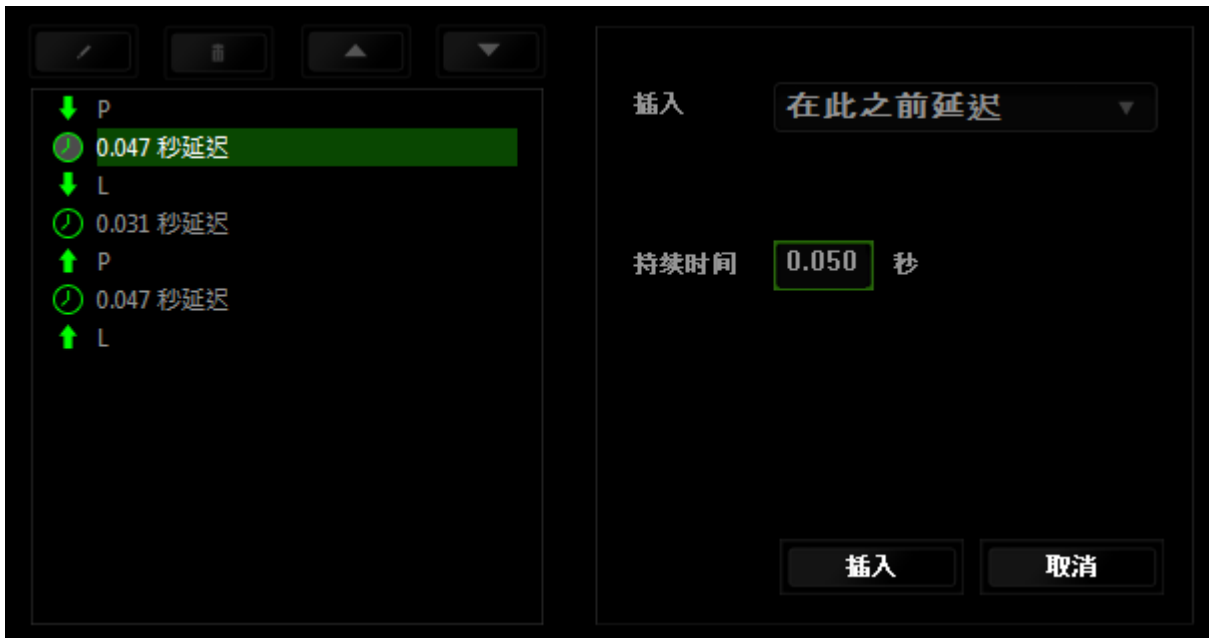 P
0.047 秒延迟
L
0.031 秒延迟
P
0.047 秒延迟
L
插入 在此之前延迟
持续时间 0.050 秒
插入 取消